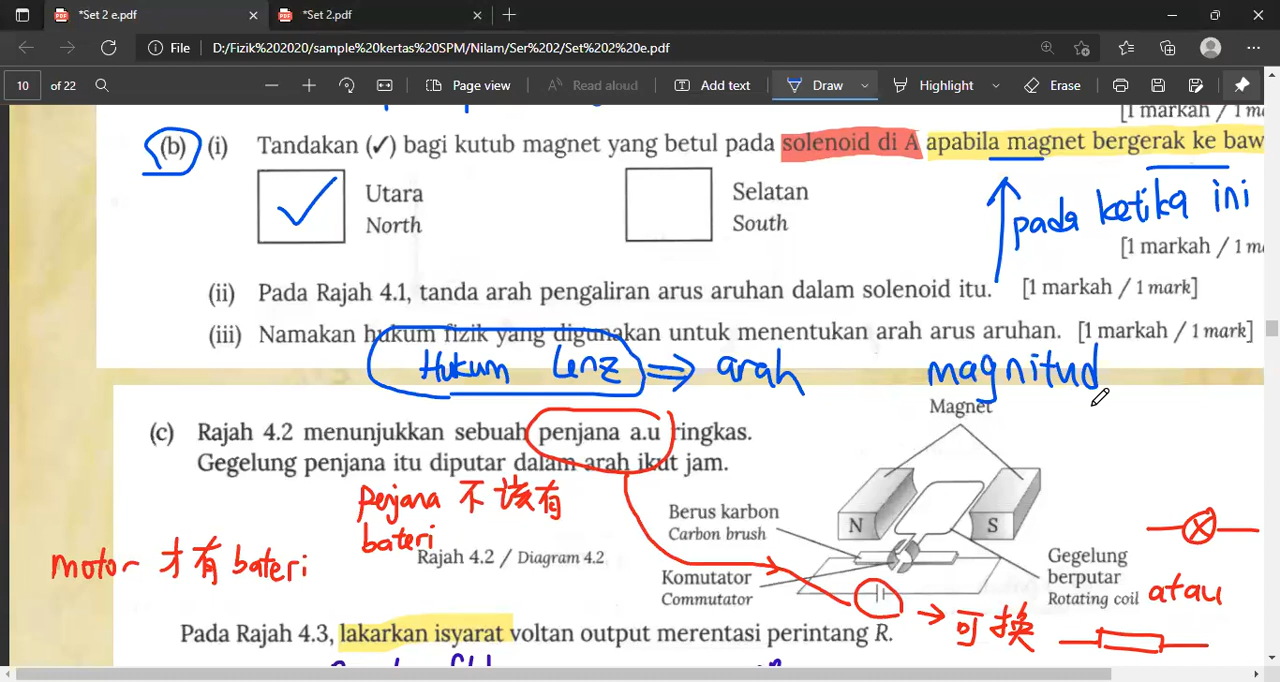 *Set 2 e.pdf
*Set 2.pdf
File D:/Fizik%202020/sample%20kertas%20SPM/Nilam/Ser%202/Set%202%20e.pdf
10 of 22 Page view Read aloud Add text Draw Highlight Erase
[1 markah / 1 ma
(b) (i) Tandakan (✓) bagi kutub magnet yang betul pada solenoid di A apabila magnet bergerak ke baw
✓ Utara Selatan
North South
pada ketika ini
[1 markah / 1 m
(ii) Pada Rajah 4.1, tanda arah pengaliran arus aruhan dalam solenoid itu. [1 markah / 1 mark]
(iii) Namakan hukum fizik yang digunakan untuk menentukan arah arus aruhan. [1 markah / 1 mark]
Hukum Lenz ⇒ arah magnitud
Magnet
(c) Rajah 4.2 menunjukkan sebuah penjana a.u ringkas.
Gegelung penjana itu diputar dalam arah ikut jam.
penjana 不该有
bateri
motor 才有 bateri
Rajah 4.2 / Diagram 4.2
N S
Berus karbon
Carbon brush
Komutator
Commutator
Gegelung
berputar
Rotating coil
atau
→ 可换
Pada Rajah 4.3, lakarkan isyarat voltan output merentasi perintang R.